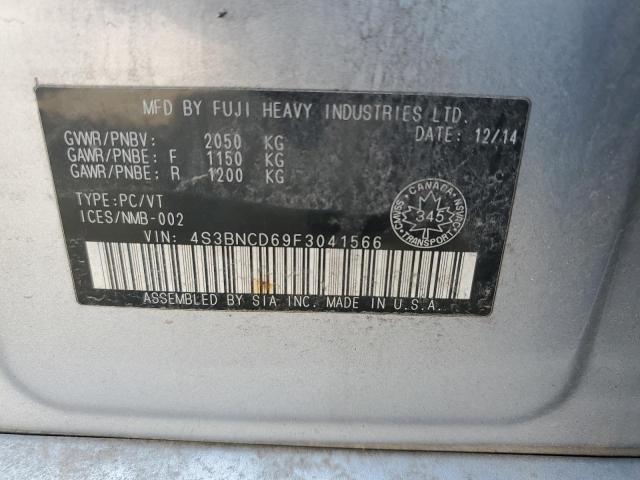 MFD BY FUJI HEAVY INDUSTRIES LTD.
DATE: 12/14
GVWR/PNBV: 2050 KG
GAWR/PNBE: F 1150 KG
GAWR/PNBE: R 1200 KG
TYPE:PC/VT
ICES/NMB-002
CANADA
CMVSS 345 NSVAC
TRANSPORT
VIN: 4S3BNCD69F3041566
ASSEMBLED BY SIA INC. MADE IN U.S.A.